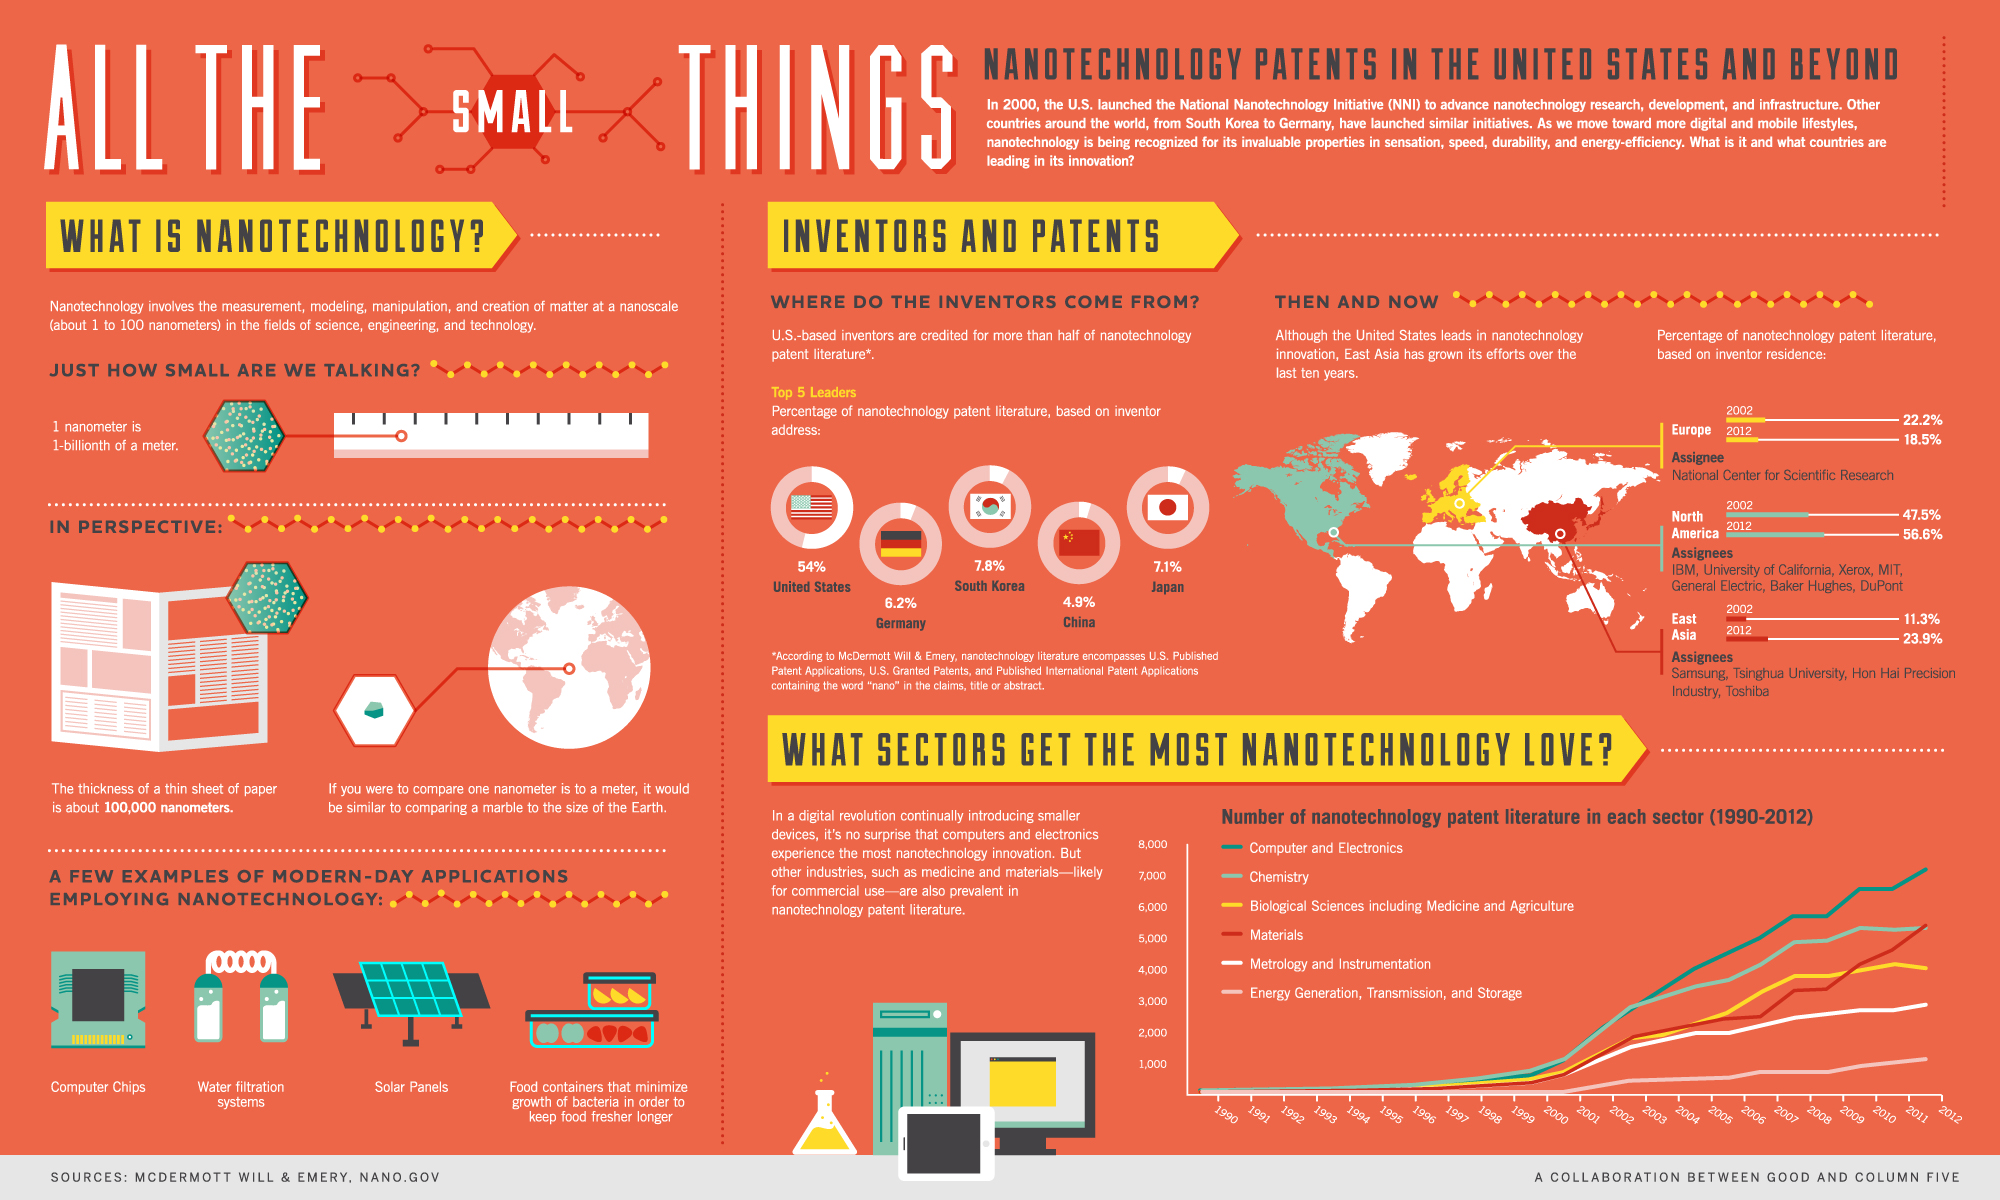 ALL THE SMALL THINGS
NANOTECHNOLOGY PATENTS IN THE UNITED STATES AND BEYOND
In 2000, the U.S. launched the National Nanotechnology Initiative (NNI) to advance nanotechnology research, development, and infrastructure. Other
countries around the world, from South Korea to Germany, have launched similar initiatives. As we move toward more digital and mobile lifestyles,
nanotechnology is being recognized for its invaluable properties in sensation, speed, durability, and energy-efficiency. What is it and what countries are
leading in its innovation?
WHAT IS NANOTECHNOLOGY?
Nanotechnology involves the measurement, modeling, manipulation, and creation of matter at a nanoscale
(about 1 to 100 nanometers) in the fields of science, engineering, and technology.
JUST HOW SMALL ARE WE TALKING?
1 nanometer is
1-billionth of a meter.
IN PERSPECTIVE:
The thickness of a thin sheet of paper
is about 100,000 nanometers.
If you were to compare one nanometer is to a meter, it would
be similar to comparing a marble to the size of the Earth.
A FEW EXAMPLES OF MODERN-DAY APPLICATIONS
EMPLOYING NANOTECHNOLOGY:
Computer Chips
Water filtration
systems
Solar Panels
Food containers that minimize
growth of bacteria in order to
keep food fresher longer
INVENTORS AND PATENTS
WHERE DO THE INVENTORS COME FROM?
U.S.-based inventors are credited for more than half of nanotechnology
patent literature*.
Top 5 Leaders
Percentage of nanotechnology patent literature, based on inventor
address:
54%
United States
6.2%
Germany
7.8%
South Korea
4.9%
China
7.1%
Japan
*According to McDermott Will & Emery, nanotechnology literature encompasses U.S. Published
Patent Applications, U.S. Granted Patents, and Published International Patent Applications
containing the word “nano” in the claims, title or abstract.
THEN AND NOW
Although the United States leads in nanotechnology
innovation, East Asia has grown its efforts over the
last ten years.
Percentage of nanotechnology patent literature,
based on inventor residence:
Europe
2002 22.2%
2012 18.5%
Assignee
National Center for Scientific Research
North
America
2002 47.5%
2012 56.6%
Assignees
IBM, University of California, Xerox, MIT,
General Electric, Baker Hughes, DuPont
East
Asia
2002 11.3%
2012 23.9%
Assignees
Samsung, Tsinghua University, Hon Hai Precision
Industry, Toshiba
WHAT SECTORS GET THE MOST NANOTECHNOLOGY LOVE?
In a digital revolution continually introducing smaller
devices, it’s no surprise that computers and electronics
experience the most nanotechnology innovation. But
other industries, such as medicine and materials—likely
for commercial use—are also prevalent in
nanotechnology patent literature.
Number of nanotechnology patent literature in each sector (1990-2012)
8,000
7,000
6,000
5,000
4,000
3,000
2,000
1,000
Computer and Electronics
Chemistry
Biological Sciences including Medicine and Agriculture
Materials
Metrology and Instrumentation
Energy Generation, Transmission, and Storage
1990 1991 1992 1993 1994 1995 1996 1997 1998 1999 2000 2001 2002 2003 2004 2005 2006 2007 2008 2009 2010 2011 2012
SOURCES: MCDERMOTT WILL & EMERY, NANO.GOV
A COLLABORATION BETWEEN GOOD AND COLUMN FIVE